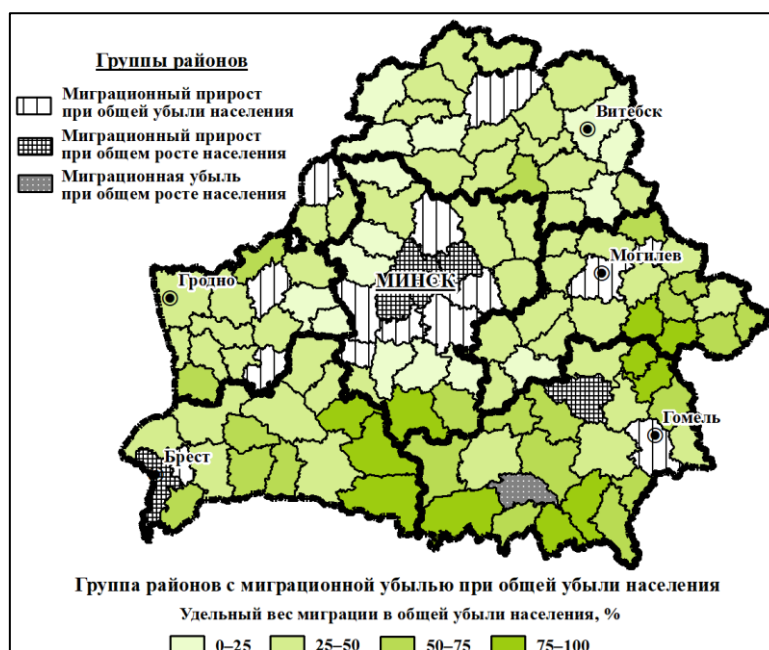 Группы районов
Миграционный прирост
при общей убыли населения
Миграционный прирост
при общем росте населения
Миграционная убыль
при общем росте населения
Витебск
Гродно
МИНСК
Могилев
Брест
Гомель
Группа районов с миграционной убылью при общей убыли населения
Удельный вес миграции в общей убыли населения, %
0–25 25–50 50–75 75–100